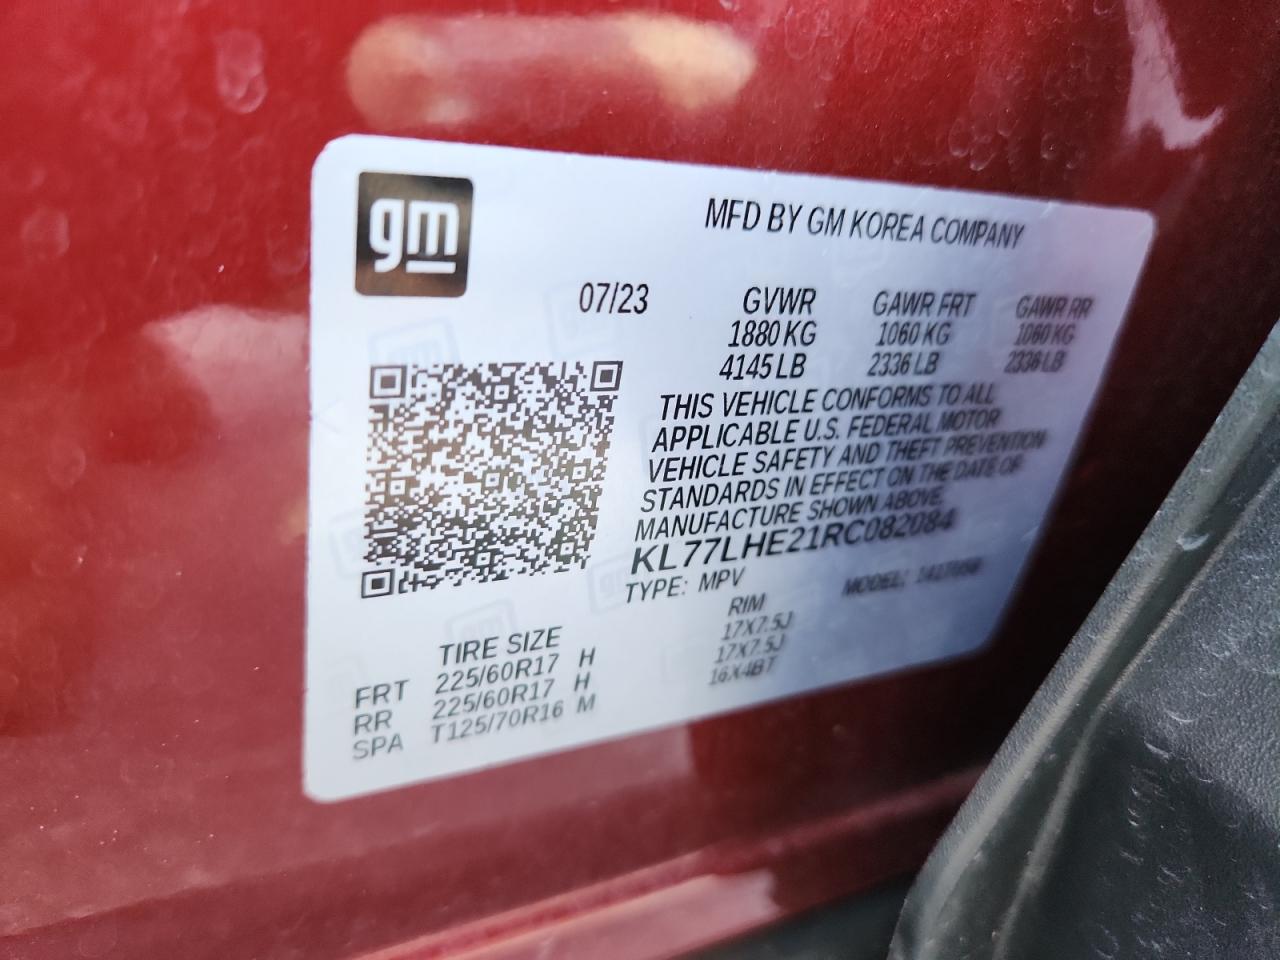 gm
MFD BY GM KOREA COMPANY
07/23 GVWR GAWR FRT GAWR RR
1880 KG 1060 KG 1060 KG
4145 LB 2336 LB 2336 LB
THIS VEHICLE CONFORMS TO ALL
APPLICABLE U.S. FEDERAL MOTOR
VEHICLE SAFETY AND THEFT PREVENTION
STANDARDS IN EFFECT ON THE DATE OF
MANUFACTURE SHOWN ABOVE.
KL77LHE21RC082084
TYPE: MPV MODEL:
TIRE SIZE RIM
FRT 225/60R17 H 17X7.5J
RR 225/60R17 H 17X7.5J
SPA T125/70R16 M 16X4BT